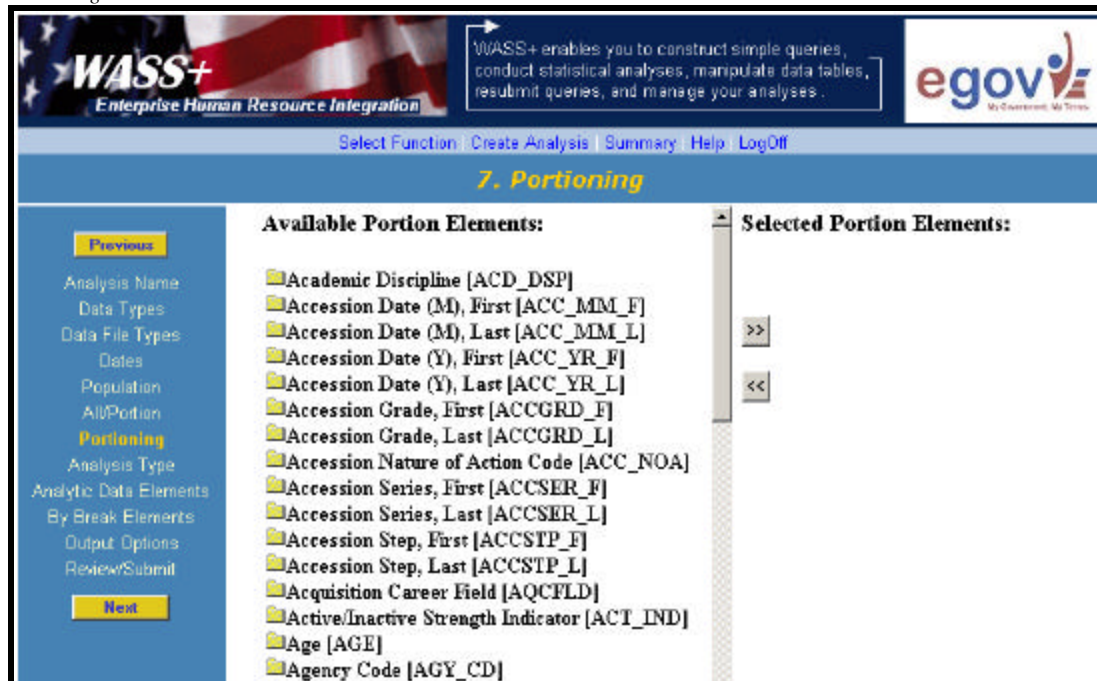 WASS+
Enterprise Human Resource Integration
WASS+ enables you to construct simple queries,
conduct statistical analyses, manipulate data tables,
resubmit queries, and manage your analyses.
egov
My Government. My Terms.
Select Function | Create Analysis | Summary | Help | LogOff
7. Portioning
Previous
Analysis Name
Data Types
Data File Types
Dates
Population
All/Portion
Portioning
Analysis Type
Analytic Data Elements
By Break Elements
Output Options
Review/Submit
Next
Available Portion Elements:
Academic Discipline [ACD_DSP]
Accession Date (M), First [ACC_MM_F]
Accession Date (M), Last [ACC_MM_L]
Accession Date (Y), First [ACC_YR_F]
Accession Date (Y), Last [ACC_YR_L]
Accession Grade, First [ACCGRD_F]
Accession Grade, Last [ACCGRD_L]
Accession Nature of Action Code [ACC_NOA]
Accession Series, First [ACCSER_F]
Accession Series, Last [ACCSER_L]
Accession Step, First [ACCSTP_F]
Accession Step, Last [ACCSTP_L]
Acquisition Career Field [AQCFLD]
Active/Inactive Strength Indicator [ACT_IND]
Age [AGE]
Agency Code [AGY_CD]
>>
<<
Selected Portion Elements: